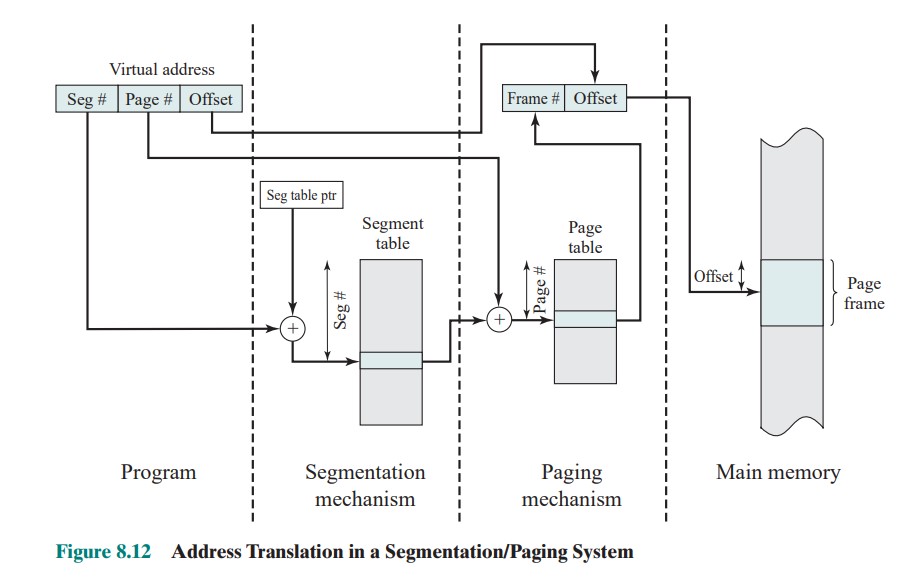 Virtual address
Seg # Page # Offset
Frame # Offset
Seg table ptr
Segment
table
Page
table
Seg #
Page #
+
+
Offset
Page
frame
Program
Segmentation
mechanism
Paging
mechanism
Main memory
Figure 8.12 Address Translation in a Segmentation/Paging System